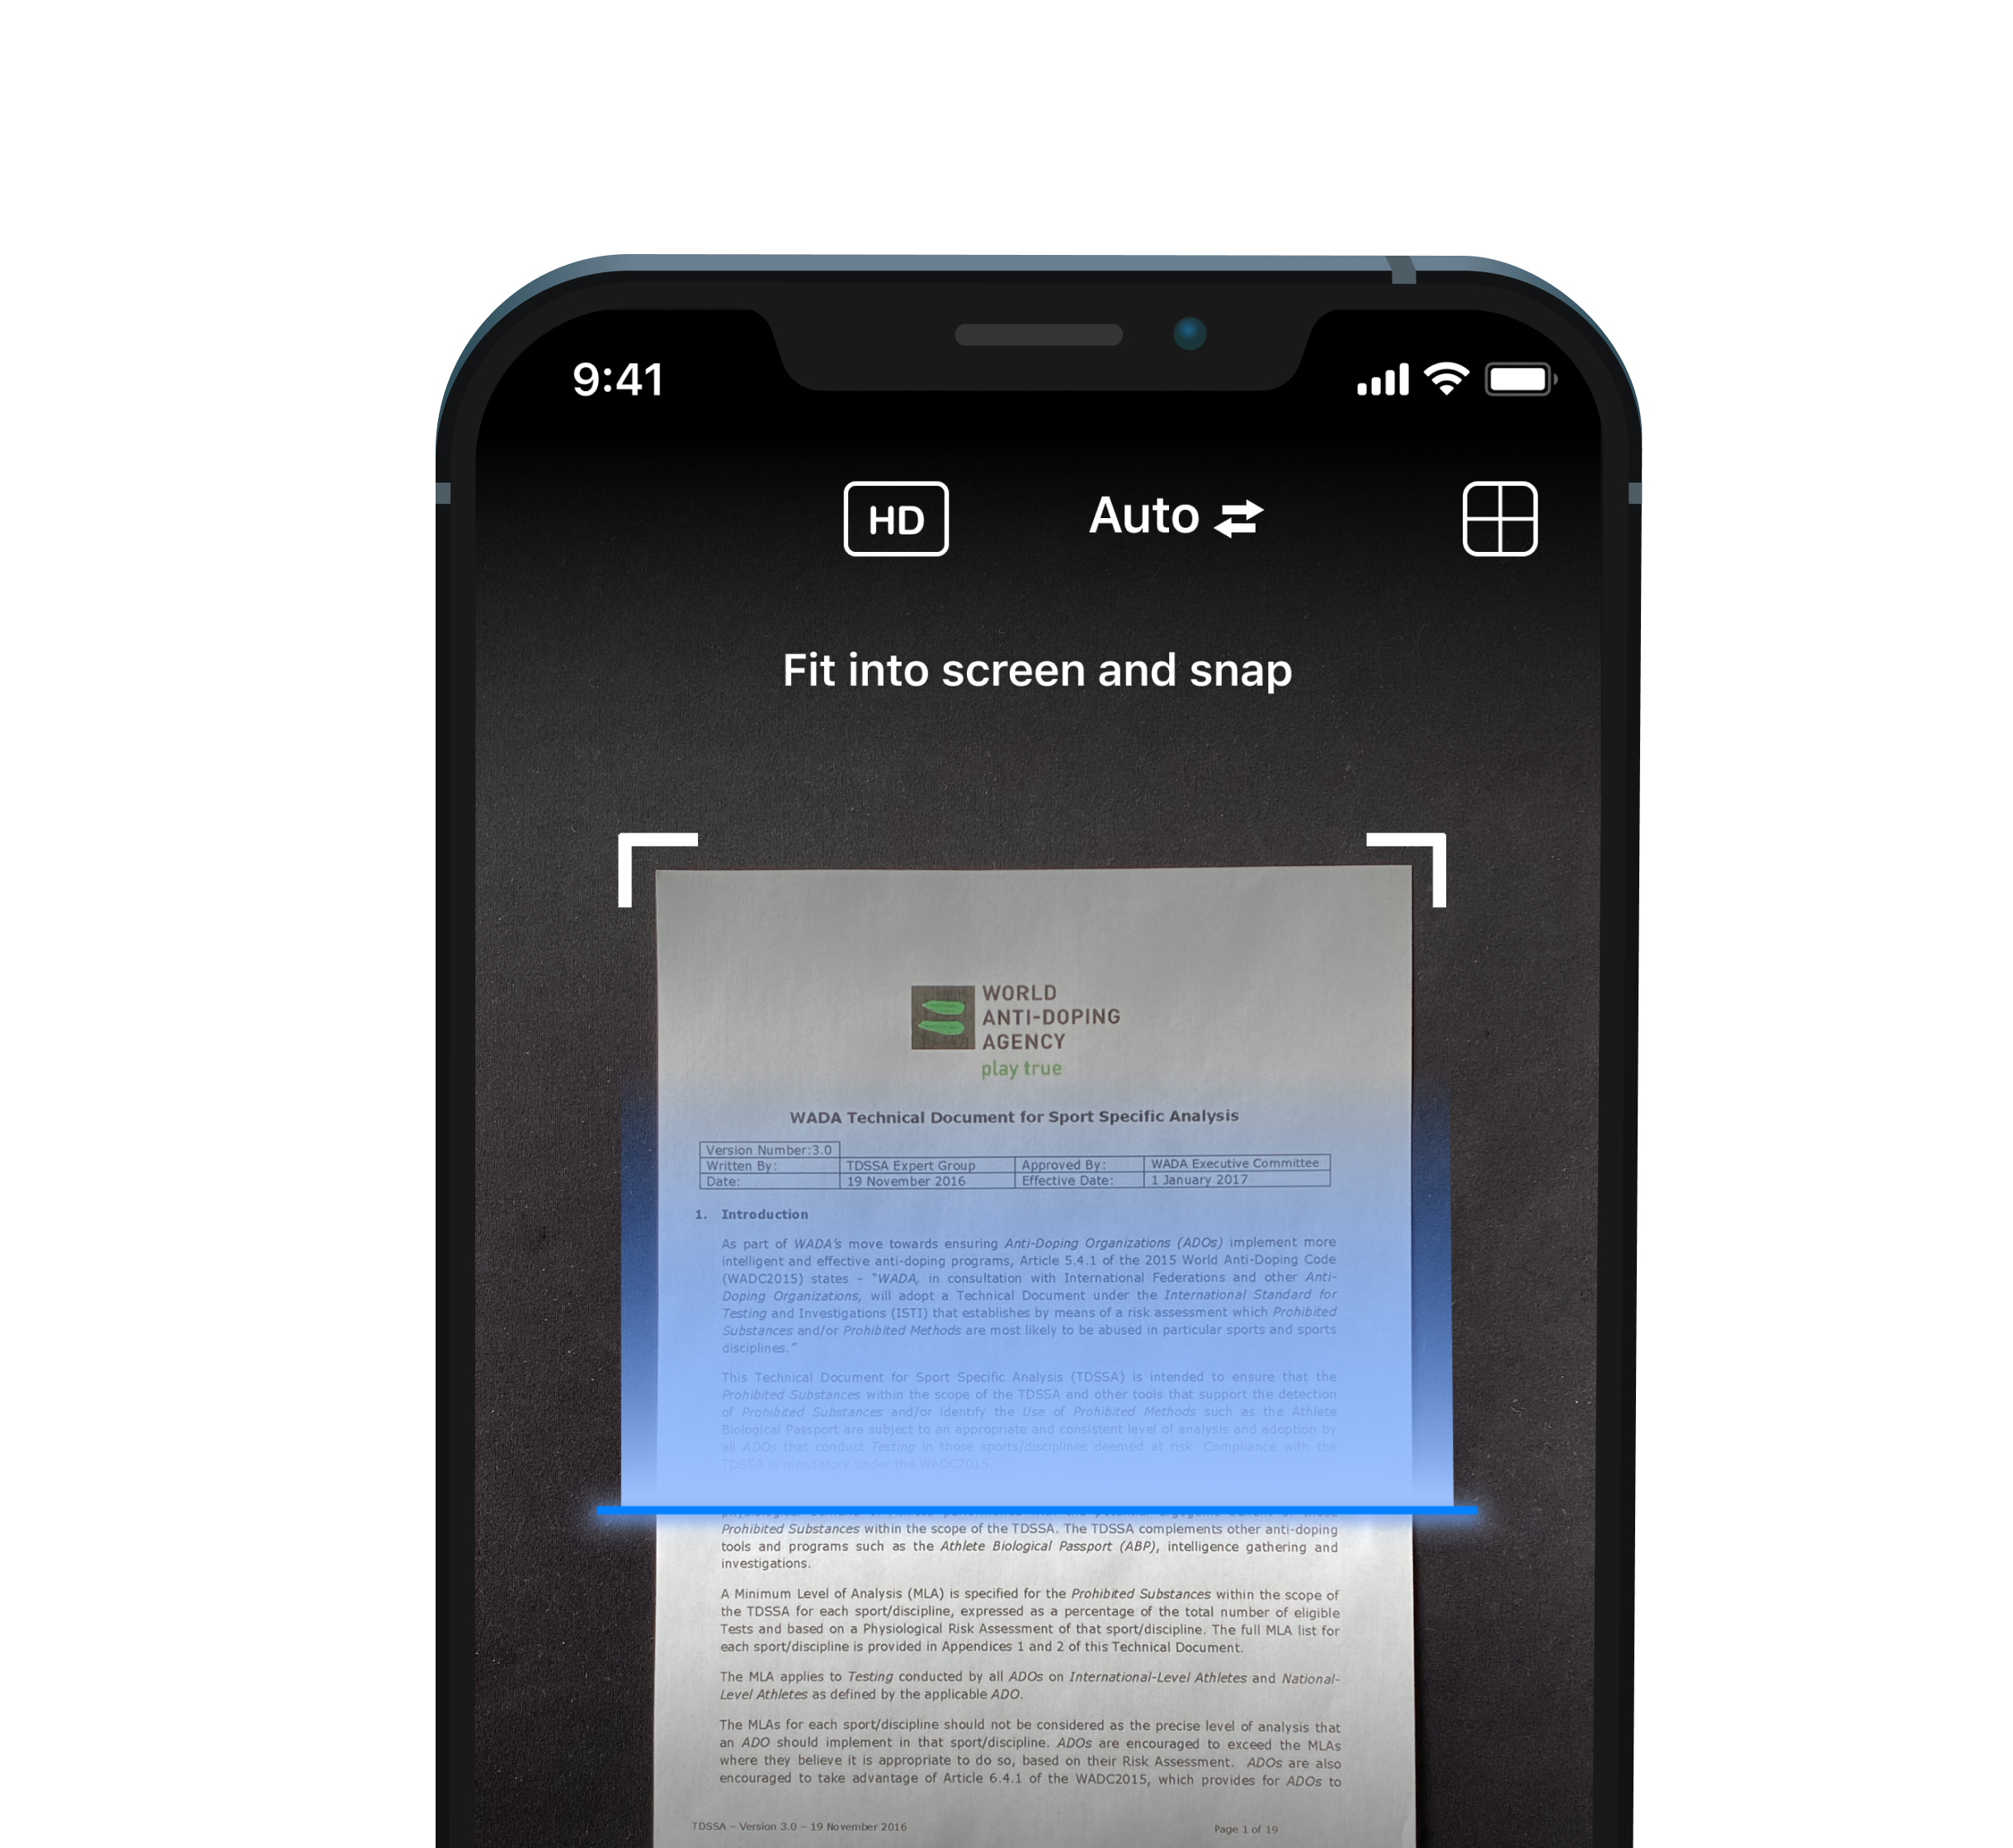 9:41
HD
Auto
Fit into screen and snap
WORLD
ANTI-DOPING
AGENCY
play true
WADA Technical Document for Sport Specific Analysis
Version Number:3.0
Written By: TDSSA Expert Group Approved By: WADA Executive Committee
Date: 19 November 2016 Effective Date: 1 January 2017
1. Introduction
As part of WADA's move towards ensuring Anti-Doping Organizations (ADOs) implement more
intelligent and effective anti-doping programs, Article 5.4.1 of the 2015 World Anti-Doping Code
(WADC2015) states – "WADA, in consultation with International Federations and other Anti-
Doping Organizations, will adopt a Technical Document under the International Standard for
Testing and Investigations (ISTI) that establishes by means of a risk assessment which Prohibited
Substances and/or Prohibited Methods are most likely to be abused in particular sports and sports
disciplines."
This Technical Document for Sport Specific Analysis (TDSSA) is intended to ensure that the
Prohibited Substances within the scope of the TDSSA and other tools that support the detection
of Prohibited Substances and/or identify the Use of Prohibited Methods such as the Athlete
Biological Passport are subject to an appropriate and consistent level of analysis and adoption by
all ADOs that conduct Testing in those sports/disciplines deemed at risk. Compliance with the
TDSSA is mandatory under the WADC2015.
Prohibited Substances within the scope of the TDSSA. The TDSSA complements other anti-doping
tools and programs such as the Athlete Biological Passport (ABP), intelligence gathering and
investigations.
A Minimum Level of Analysis (MLA) is specified for the Prohibited Substances within the scope of
the TDSSA for each sport/discipline, expressed as a percentage of the total number of eligible
Tests and based on a Physiological Risk Assessment of that sport/discipline. The full MLA list for
each sport/discipline is provided in Appendices 1 and 2 of this Technical Document.
The MLA applies to Testing conducted by all ADOs on International-Level Athletes and National-
Level Athletes as defined by the applicable ADO.
The MLAs for each sport/discipline should not be considered as the precise level of analysis that
an ADO should implement in that sport/discipline. ADOs are encouraged to exceed the MLAs
where they believe it is appropriate to do so, based on their Risk Assessment. ADOs are also
encouraged to take advantage of Article 6.4.1 of the WADC2015, which provides for ADOs to
TDSSA – Version 3.0 – 19 November 2016 Page 1 of 19